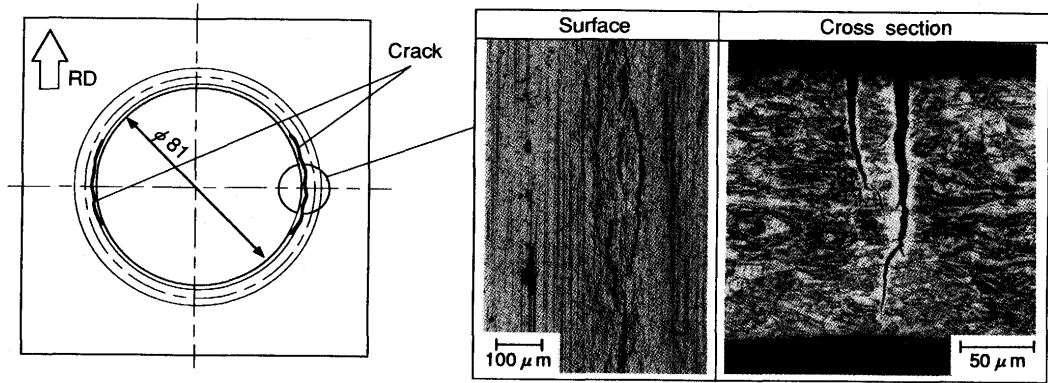 RD
Crack
φ81
Surface
Cross section
100 μm
50 μm